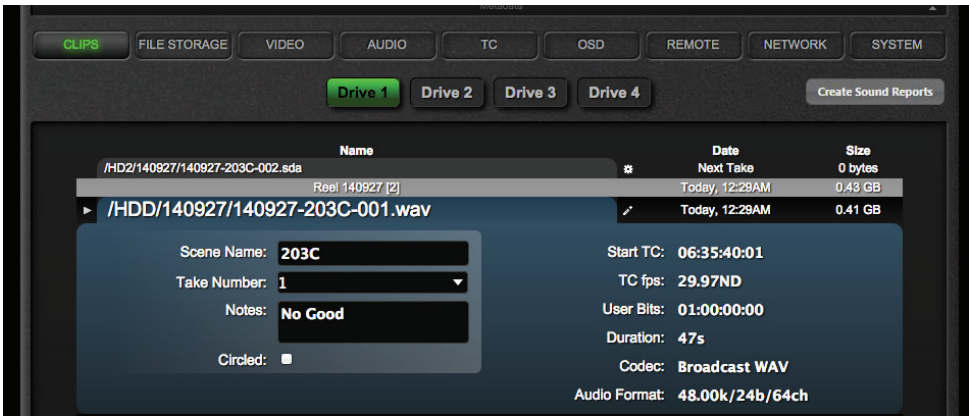 Metadata
CLIPS FILE STORAGE VIDEO AUDIO TC OSD REMOTE NETWORK SYSTEM
Drive 1 Drive 2 Drive 3 Drive 4 Create Sound Reports
Name Date Size
/HD2/140927/140927-203C-002.sda Next Take 0 bytes
Reel 140927 [2] Today, 12:29AM 0.43 GB
/HDD/140927/140927-203C-001.wav Today, 12:29AM 0.41 GB
Scene Name: 203C Start TC: 06:35:40:01
Take Number: 1 TC fps: 29.97ND
Notes: No Good User Bits: 01:00:00:00
Duration: 47s
Circled: Codec: Broadcast WAV
Audio Format: 48.00k/24b/64ch